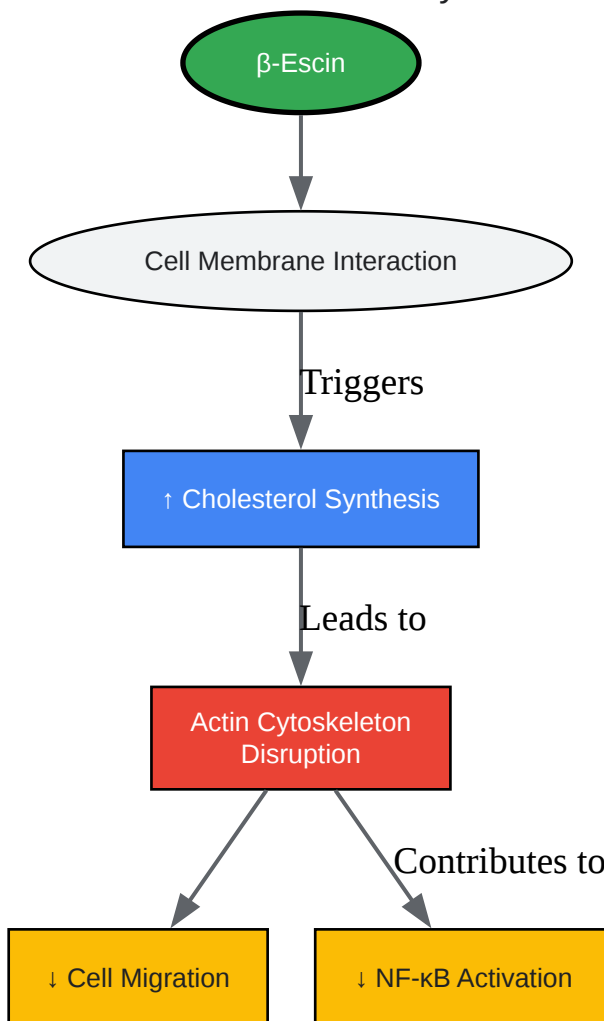 β-Escin
Cell Membrane Interaction
Triggers
↑ Cholesterol Synthesis
Leads to
Actin Cytoskeleton
Disruption
Contributes to
↓ Cell Migration
↓ NF-κB Activation